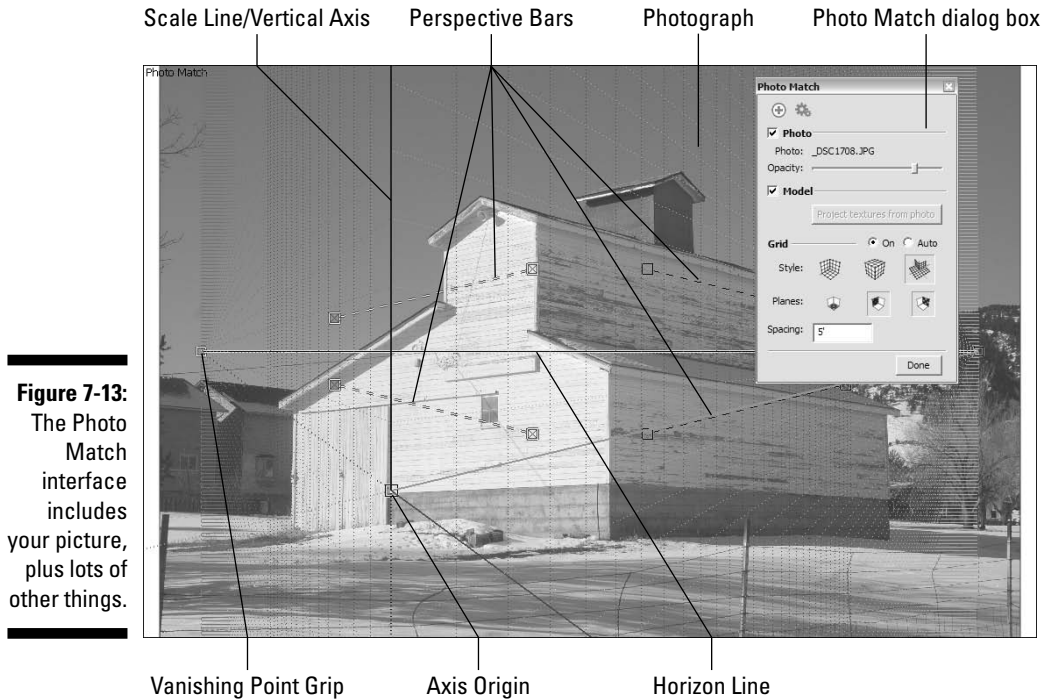 Scale Line/Vertical Axis
Perspective Bars
Photograph
Photo Match dialog box
Photo Match
Photo Match
Photo
Photo: _DSC1708.JPG
Opacity:
Model
Project textures from photo
Grid
On
Auto
Style:
Planes:
Spacing: 5'
Done
Figure 7-13:
The Photo
Match
interface
includes
your picture,
plus lots of
other things.
Vanishing Point Grip
Axis Origin
Horizon Line